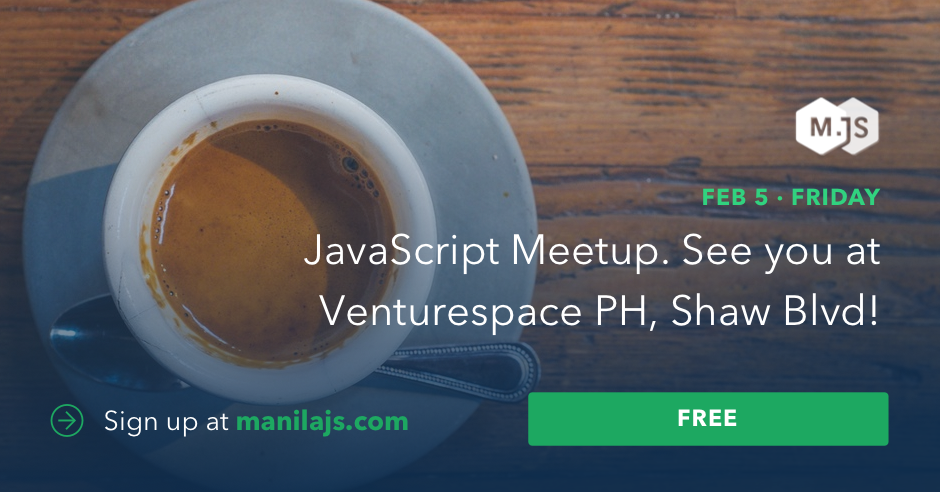 M.JS
FEB 5 · FRIDAY
JavaScript Meetup. See you at
Venturespace PH, Shaw Blvd!
Sign up at manilajs.com
FREE